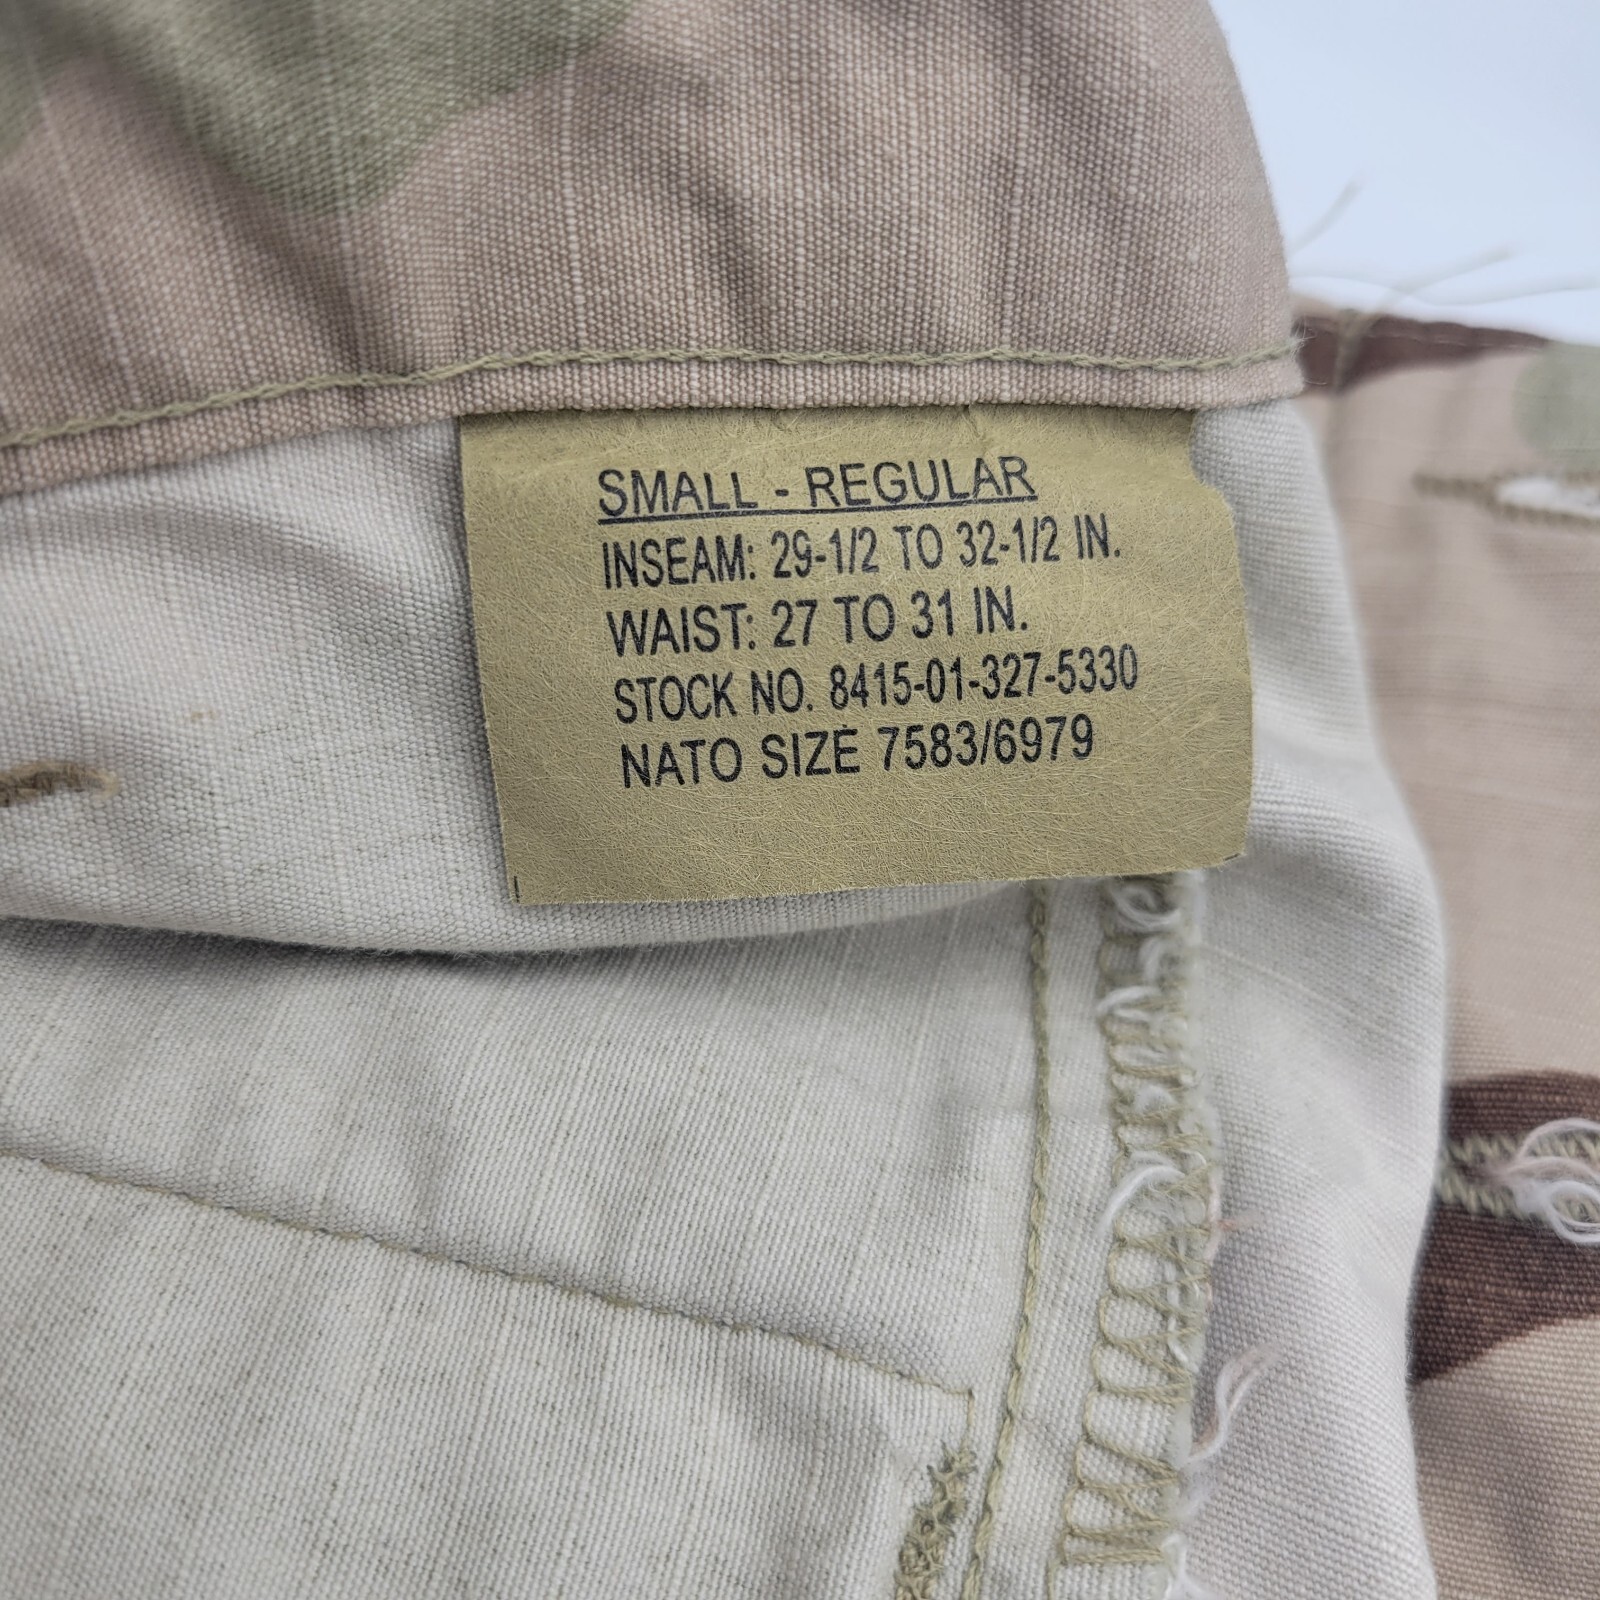 SMALL - REGULAR
INSEAM: 29-1/2 TO 32-1/2 IN.
WAIST: 27 TO 31 IN.
STOCK NO. 8415-01-327-5330
NATO SIZE 7583/6979